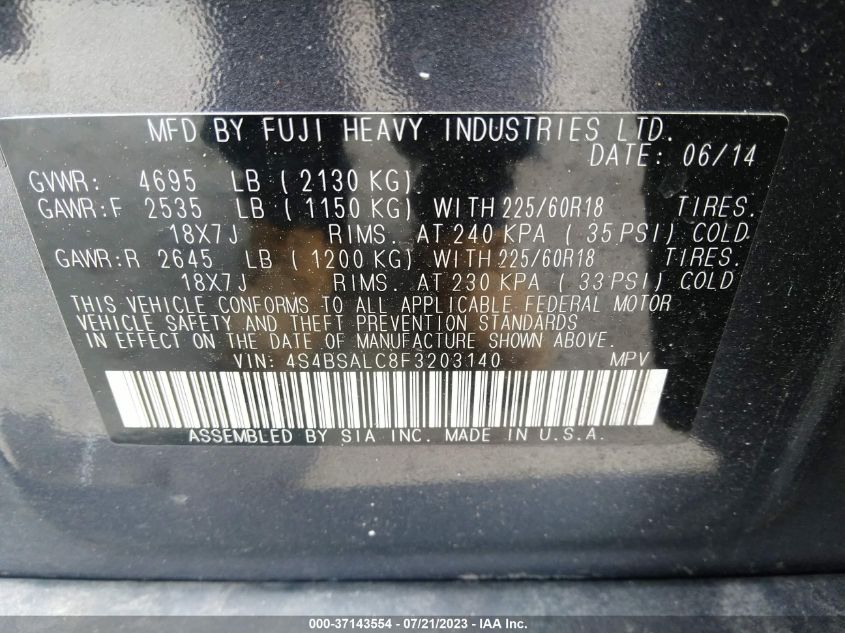 MFD BY FUJI HEAVY INDUSTRIES LTD.
DATE: 06/14
GVWR: 4695 LB ( 2130 KG)
GAWR:F 2535 LB ( 1150 KG) WITH 225/60R18 TIRES.
18X7J RIMS. AT 240 KPA ( 35 PSI) COLD
GAWR:R 2645 LB ( 1200 KG) WITH 225/60R18 TIRES.
18X7J RIMS. AT 230 KPA ( 33 PSI) COLD
THIS VEHICLE CONFORMS TO ALL APPLICABLE FEDERAL MOTOR
VEHICLE SAFETY AND THEFT PREVENTION STANDARDS
IN EFFECT ON THE DATE OF MANUFACTURE SHOWN ABOVE.
VIN: 4S4BSALC8F3203140 MPV
ASSEMBLED BY SIA INC. MADE IN U.S.A.
000-37143554 / 07/21/2023 - © IAA Inc.